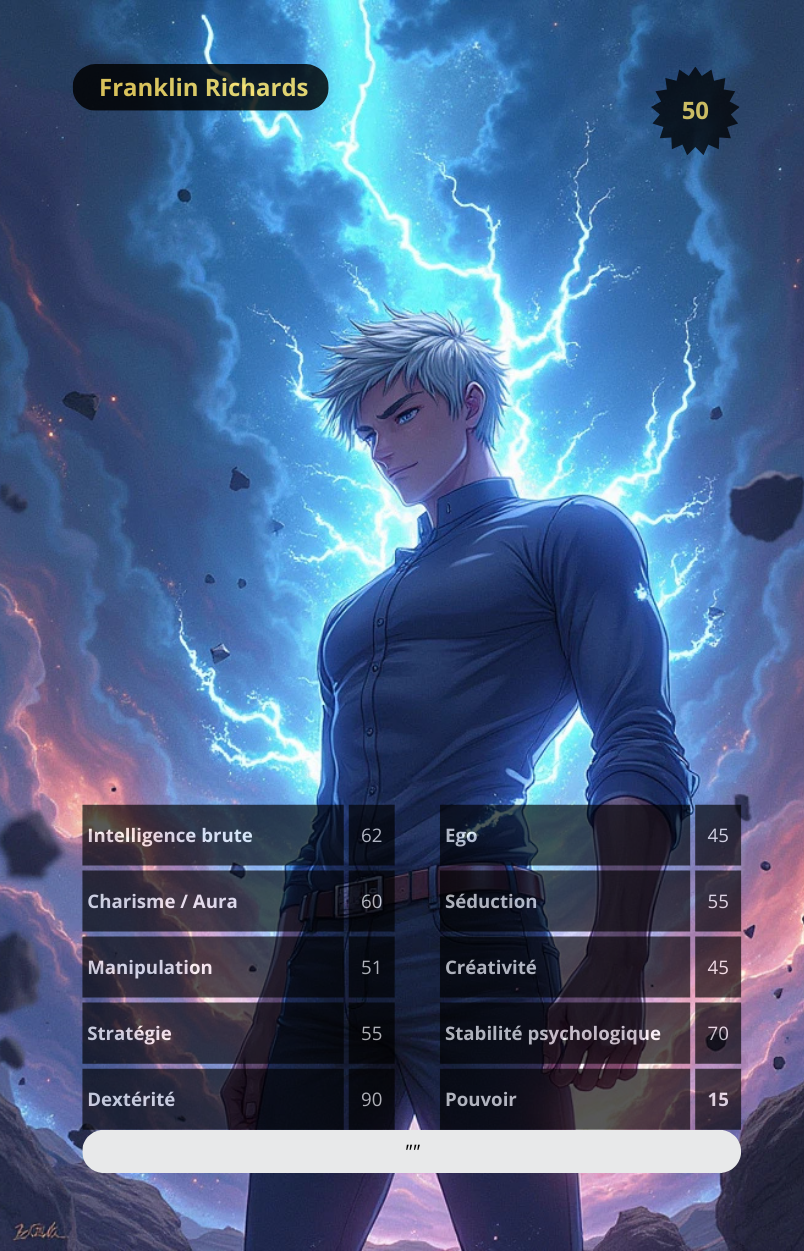 Franklin Richards
50
Intelligence brute 62
Ego 45
Charisme / Aura 60
Séduction 55
Manipulation 51
Créativité 45
Stratégie 55
Stabilité psychologique 70
Dextérité 90
Pouvoir 15
""